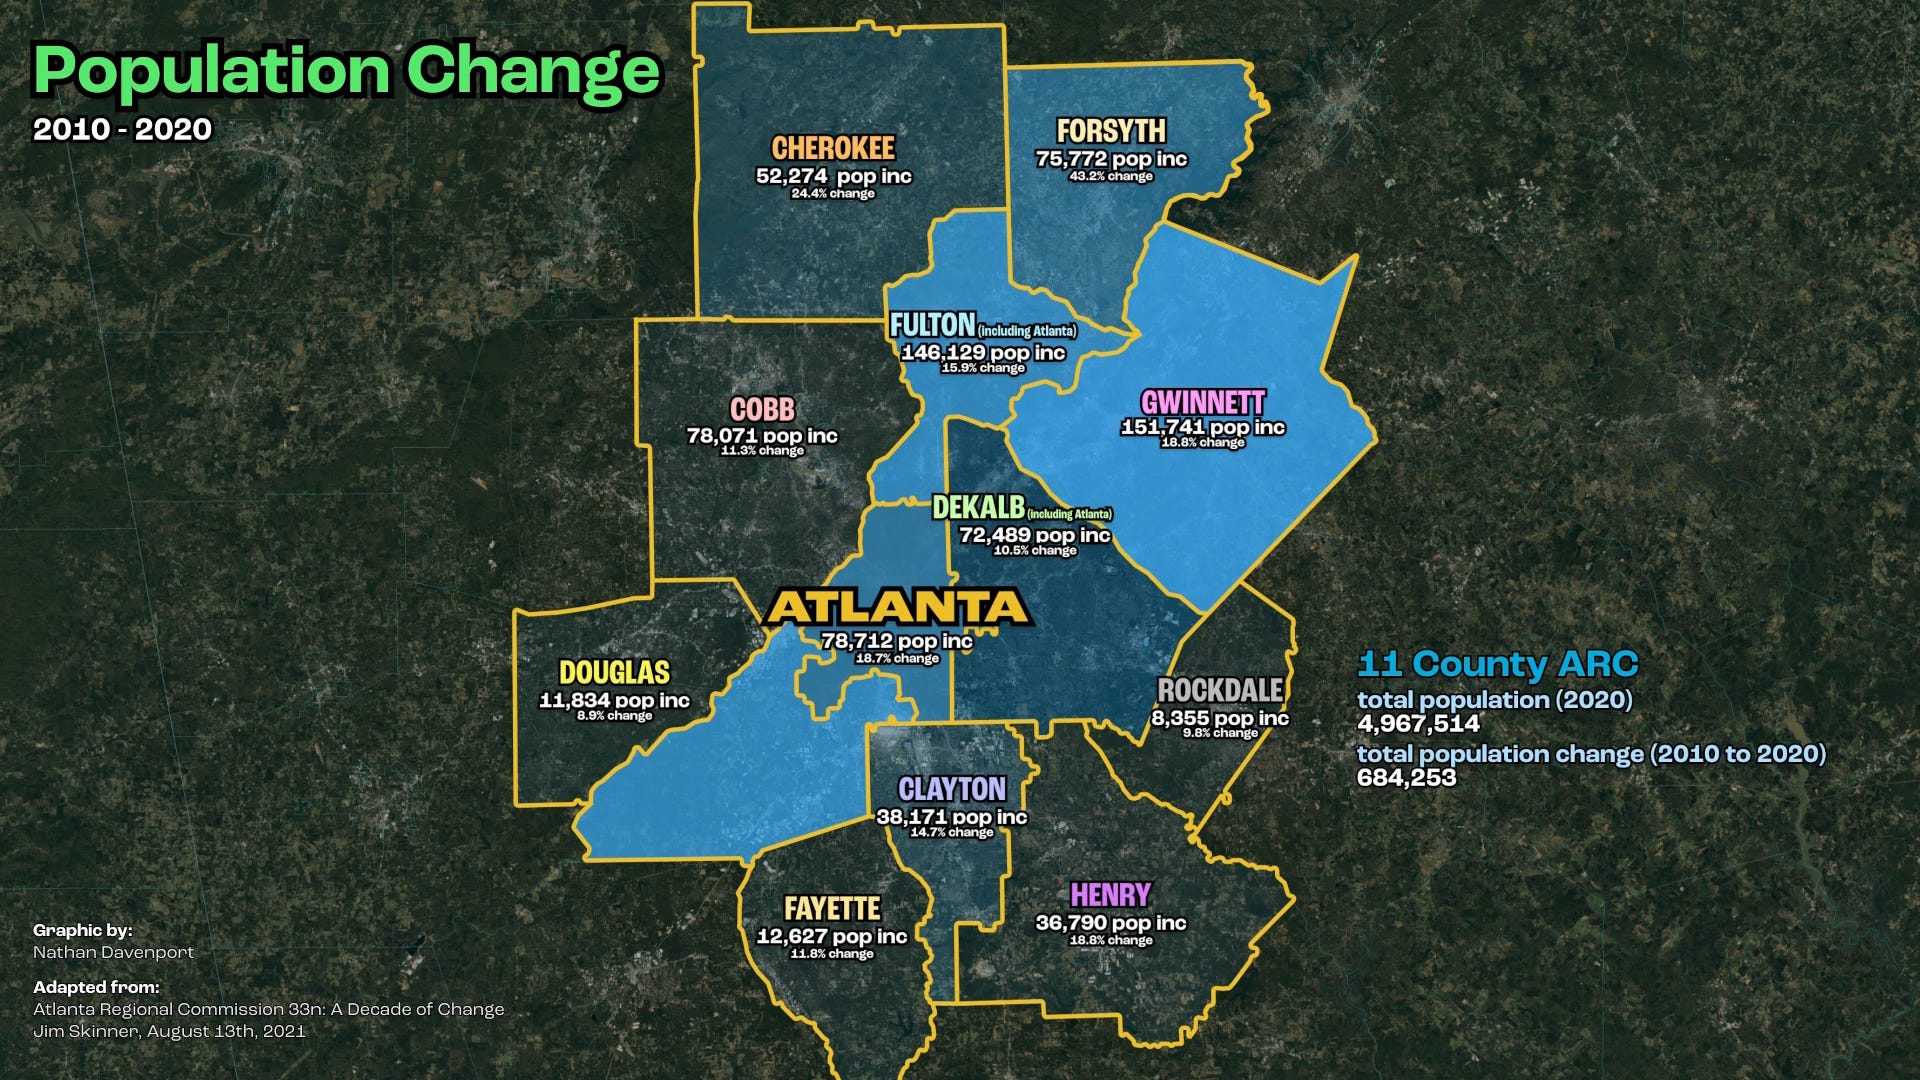 Population Change
2010 - 2020
CHEROKEE
52,274 pop inc
24.4% change
FORSYTH
75,772 pop inc
43.2% change
FULTON (including Atlanta)
146,129 pop inc
15.9% change
COBB
78,071 pop inc
11.3% change
GWINNETT
151,741 pop inc
18.8% change
DEKALB (including Atlanta)
72,489 pop inc
10.5% change
ATLANTA
78,712 pop inc
18.7% change
DOUGLAS
11,834 pop inc
8.9% change
ROCKDALE
8,355 pop inc
9.8% change
11 County ARC
total population (2020)
4,967,514
total population change (2010 to 2020)
684,253
CLAYTON
38,171 pop inc
14.7% change
HENRY
36,790 pop inc
18.8% change
FAYETTE
12,627 pop inc
11.8% change
Graphic by:
Nathan Davenport
Adapted from:
Atlanta Regional Commission 33n: A Decade of Change
Jim Skinner, August 13th, 2021